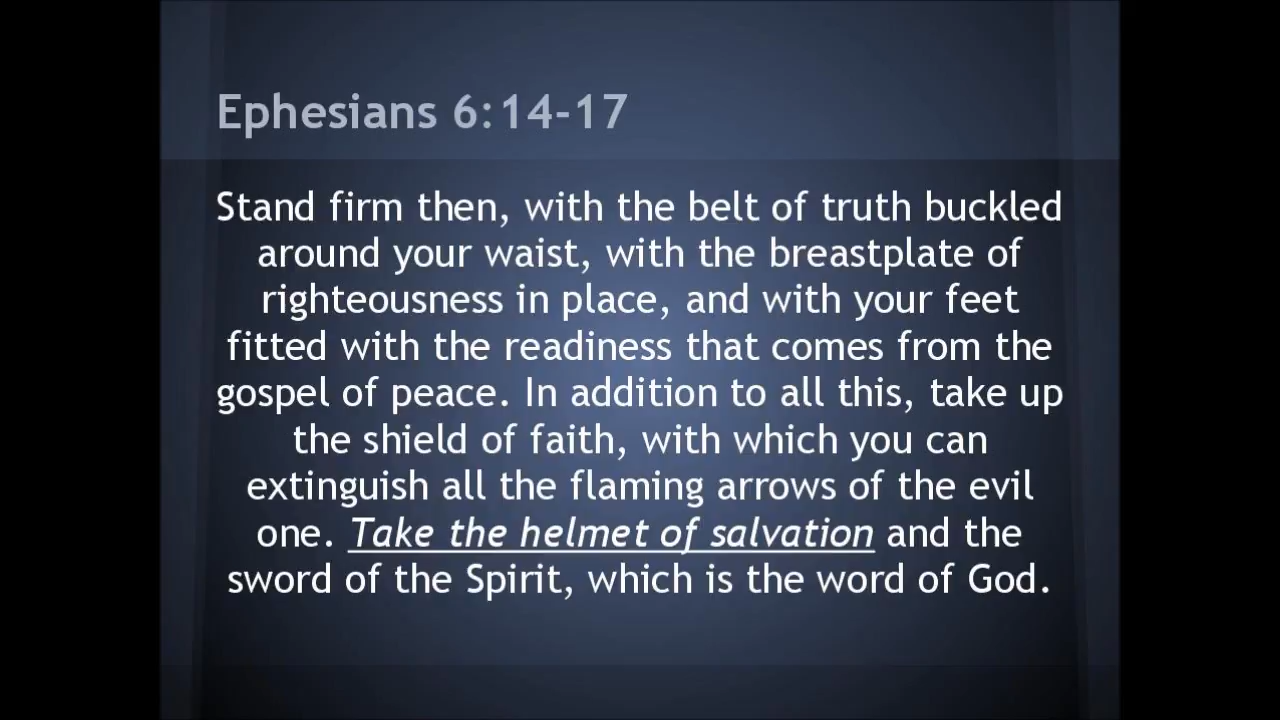 Ephesians 6:14-17
Stand firm then, with the belt of truth buckled
around your waist, with the breastplate of
righteousness in place, and with your feet
fitted with the readiness that comes from the
gospel of peace. In addition to all this, take up
the shield of faith, with which you can
extinguish all the flaming arrows of the evil
one. Take the helmet of salvation and the
sword of the Spirit, which is the word of God.